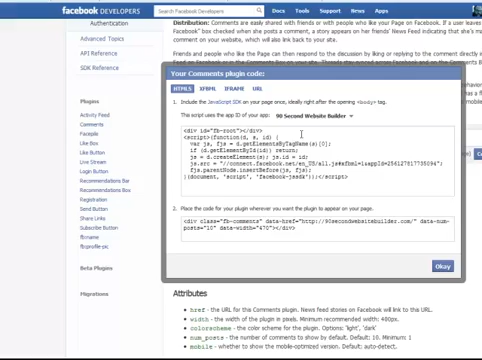 facebook DEVELOPERS
Search Facebook Developers
Docs Tools Support News Apps
Authentication
Advanced Topics
API Reference
SDK Reference
Plugins
Activity Feed
Comments
Facepile
Like Box
Like Button
Live Stream
Login Button
Recommendations Bar
Recommendations Box
Registration
Send Button
Share Links
Subscribe Button
fb:name
fb:profile-pic
Beta Plugins
Migrations
Distribution: Comments are easily shared with friends or with people who like your Page on Facebook. If a user leaves
Facebook" box checked when she posts a comment, a story appears on her friends' News Feed indicating that she's m
comment on your website, which will also link back to your site.
Friends and people who like the Page can then respond to the discussion by liking or replying to the comment directly
Your Comments plugin code:
HTML5 XFBML IFRAME URL
1. Include the JavaScript SDK on your page once, ideally right after the opening <body> tag.
This script uses the app ID of your app: 90 Second Website Builder
<div id="fb-root"></div>
<script>(function(d, s, id) {
var js, fjs = d.getElementsByTagName(s)[0];
if (d.getElementById(id)) return;
js = d.createElement(s); js.id = id;
js.src = "//connect.facebook.net/en_US/all.js#xfbml=1&appId=256127817735094";
fjs.parentNode.insertBefore(js, fjs);
}(document, 'script', 'facebook-jssdk'));</script>
2. Place the code for your plugin wherever you want the plugin to appear on your page.
<div class="fb-comments" data-href="http://90secondwebsitebuilder.com/" data-num-
posts="10" data-width="470"></div>
Okay
Attributes
href - the URL for this Comments plugin. News feed stories on Facebook will link to this URL.
width - the width of the plugin in pixels. Minimum recommended width: 400px.
colorscheme - the color scheme for the plugin. Options: 'light', 'dark'
num_posts - the number of comments to show by default. Default: 10. Minimum: 1
mobile - whether to show the mobile-optimized version. Default: auto-detect.